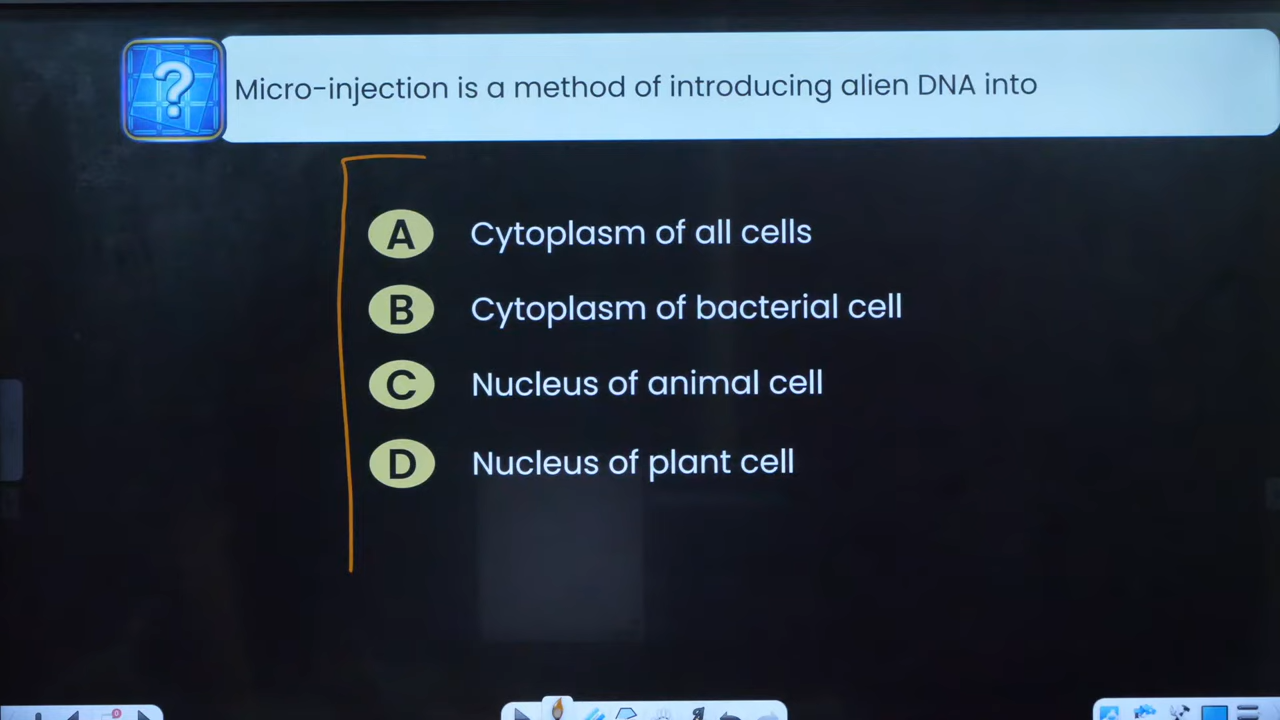 Micro-injection is a method of introducing alien DNA into
A Cytoplasm of all cells
B Cytoplasm of bacterial cell
C Nucleus of animal cell
D Nucleus of plant cell